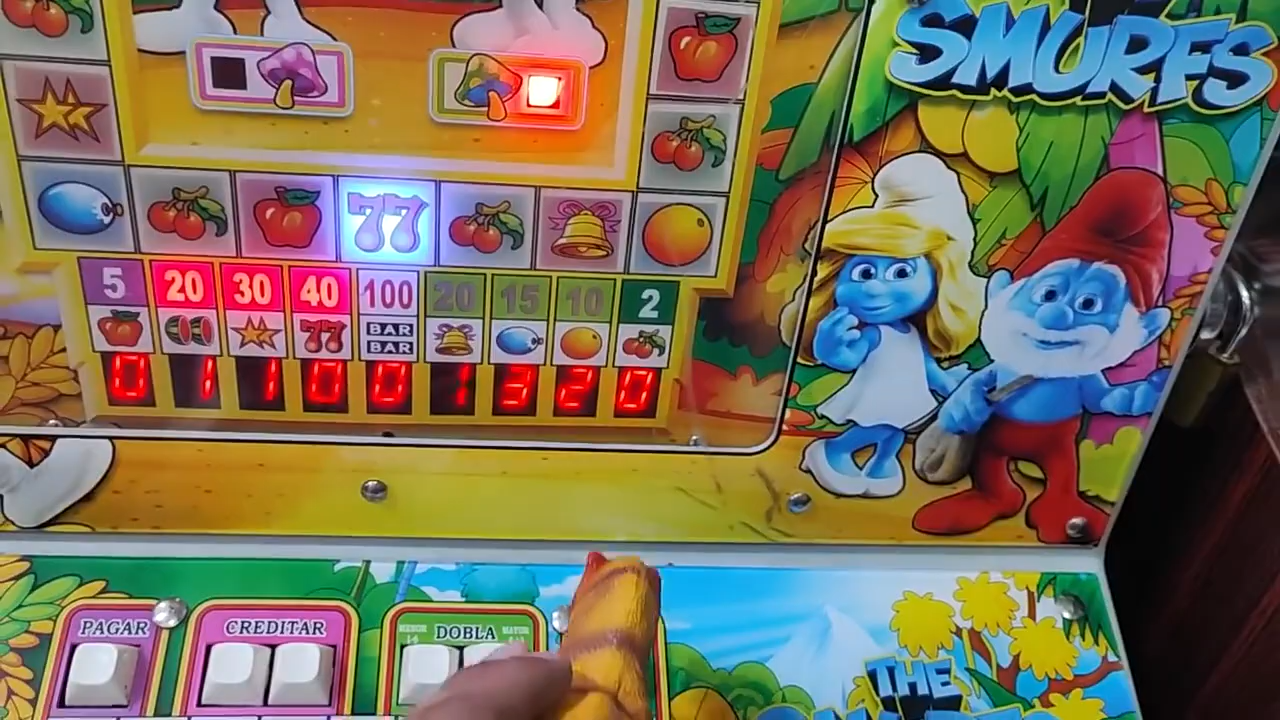 SMURFS
77
5 20 30 40 100 20 15 10 2
77 BAR
BAR
0 1 1 0 0 1 3 2 0
PAGAR CREDITAR DOBLA
THE